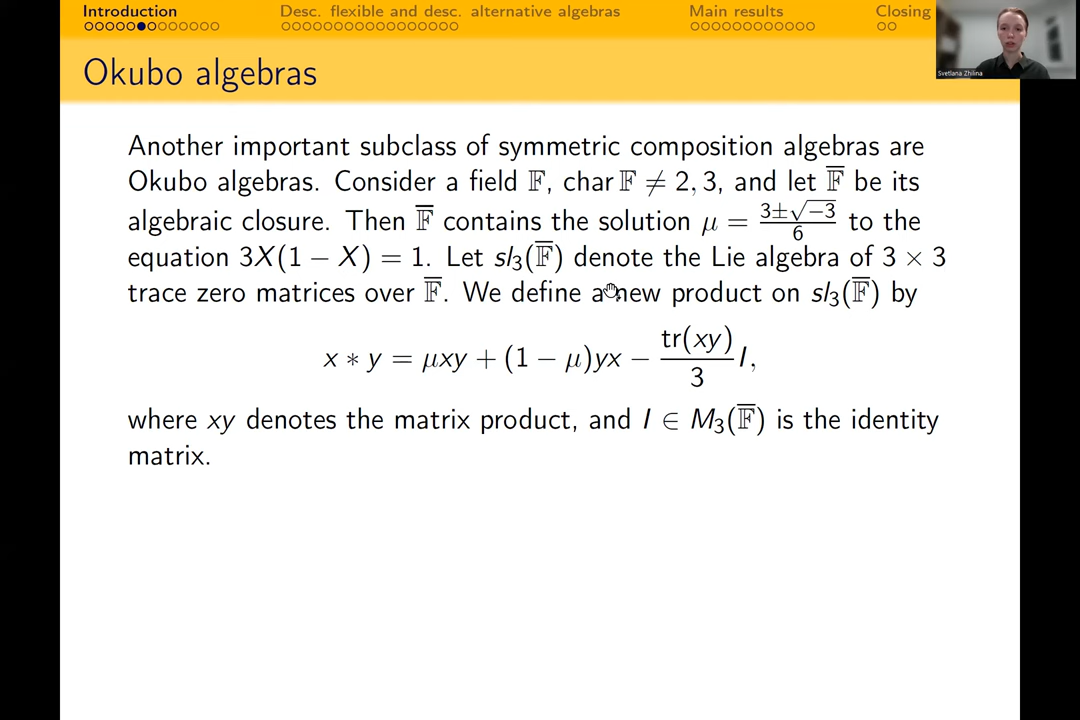 Introduction
Desc. flexible and desc. alternative algebras
Main results
Closing
Svetlana Zhilina
Okubo algebras
Another important subclass of symmetric composition algebras are
Okubo algebras. Consider a field 𝔽, char 𝔽 ≠ 2, 3, and let 𝔽̅ be its
algebraic closure. Then 𝔽̅ contains the solution μ = (3±√−3)/6 to the
equation 3X(1 − X) = 1. Let sl₃(𝔽̅) denote the Lie algebra of 3 × 3
trace zero matrices over 𝔽̅. We define a new product on sl₃(𝔽̅) by
x ∗ y = μxy + (1 − μ)yx − tr(xy)/3 I,
where xy denotes the matrix product, and I ∈ M₃(𝔽̅) is the identity
matrix.